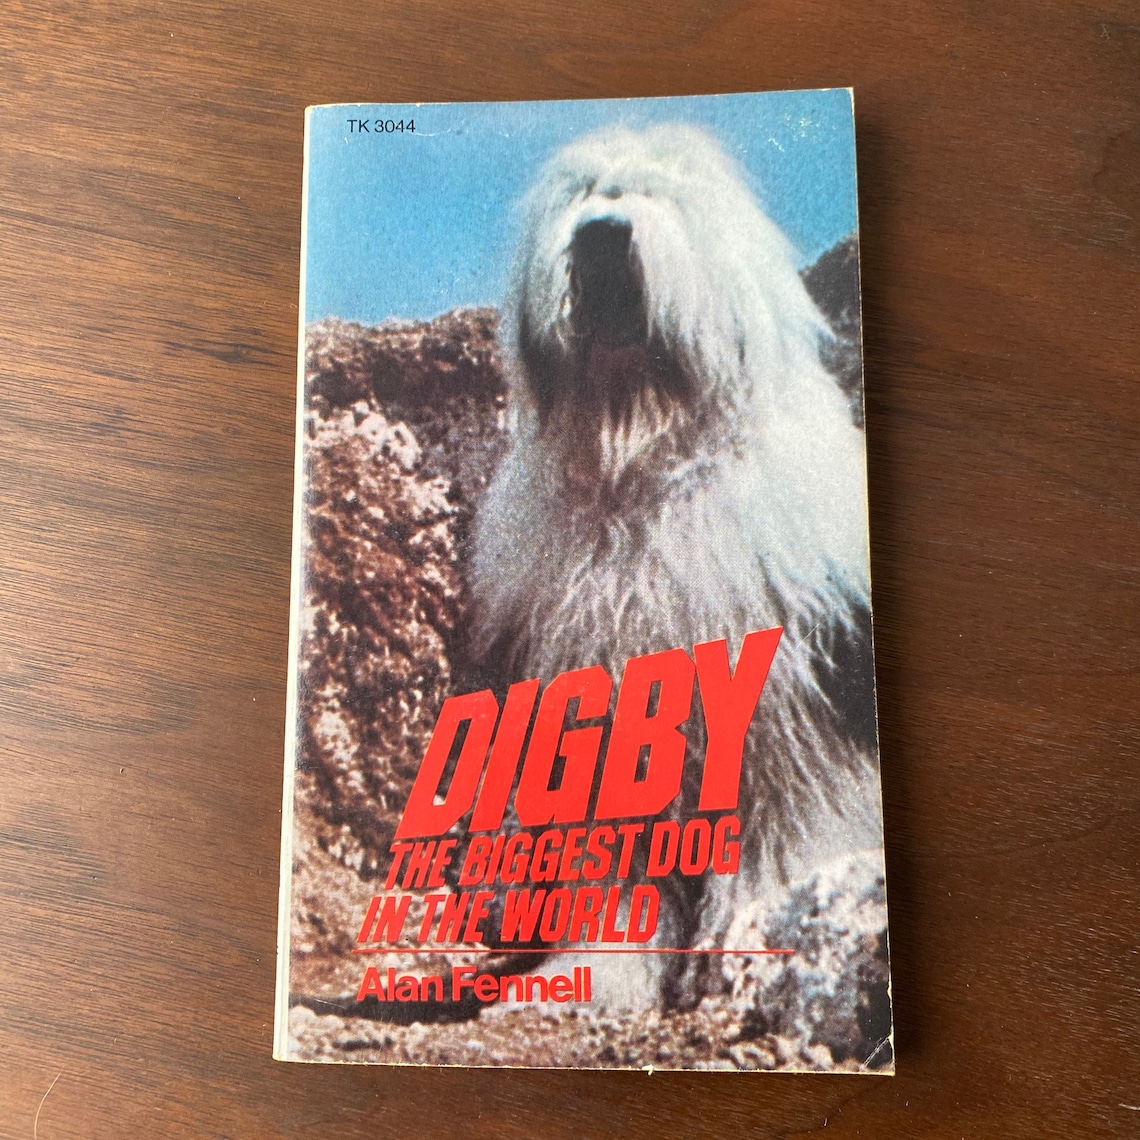 TK 3044
DIGBY
THE BIGGEST DOG
IN THE WORLD
Alan Fennell